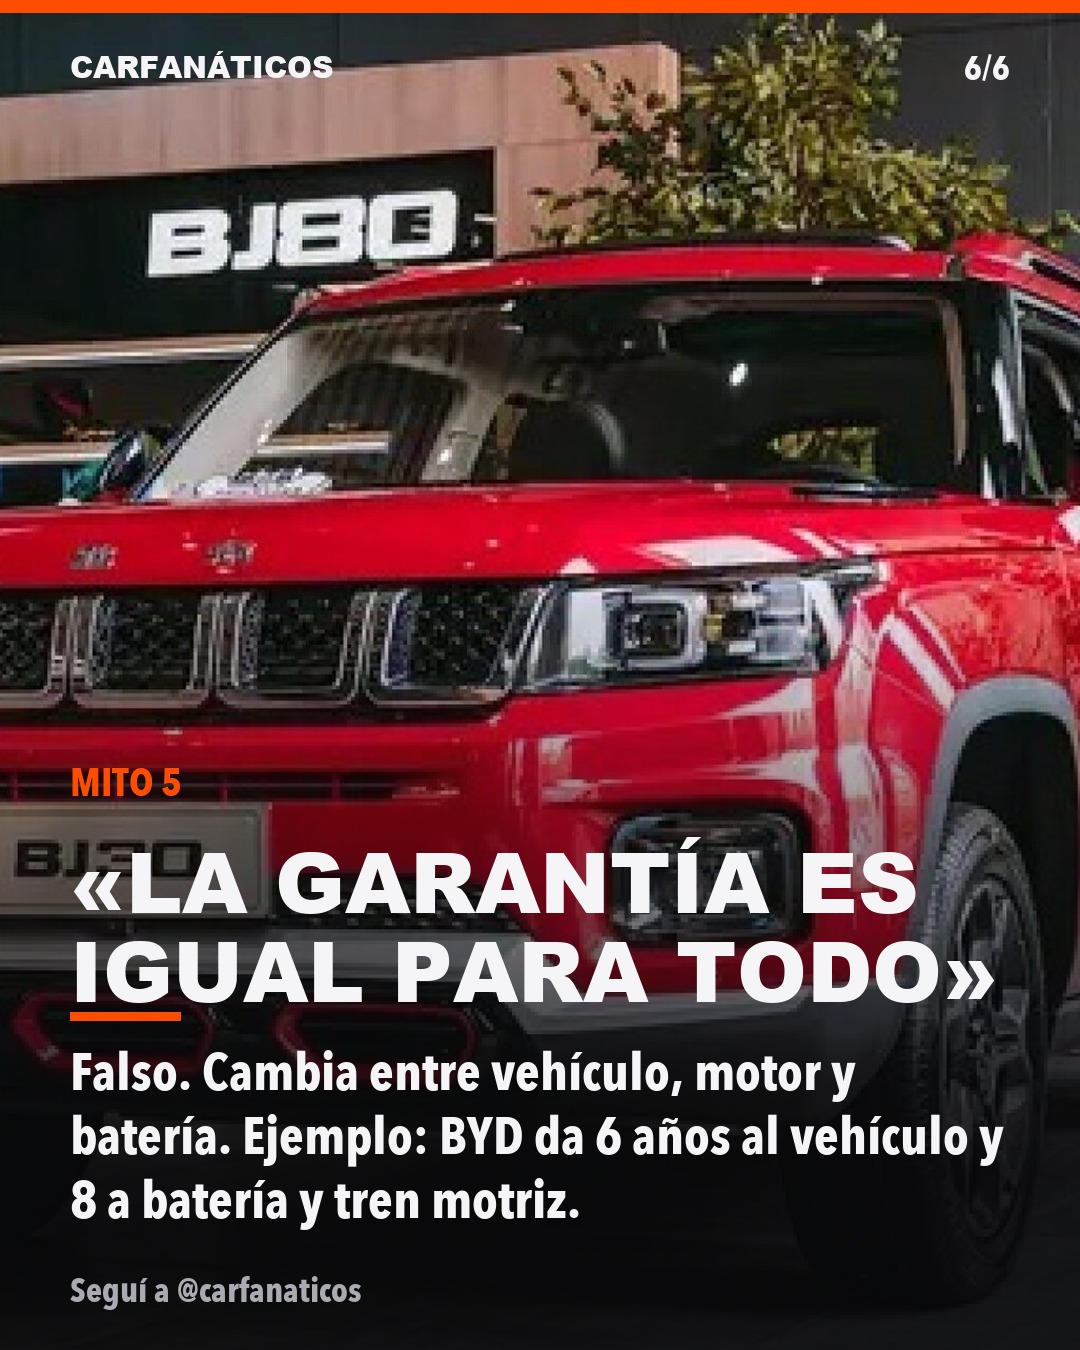 CARFANÁTICOS
6/6
BJ80
MITO 5
BJ30
«LA GARANTÍA ES
IGUAL PARA TODO»
Falso. Cambia entre vehículo, motor y
batería. Ejemplo: BYD da 6 años al vehículo y
8 a batería y tren motriz.
Seguí a @carfanaticos